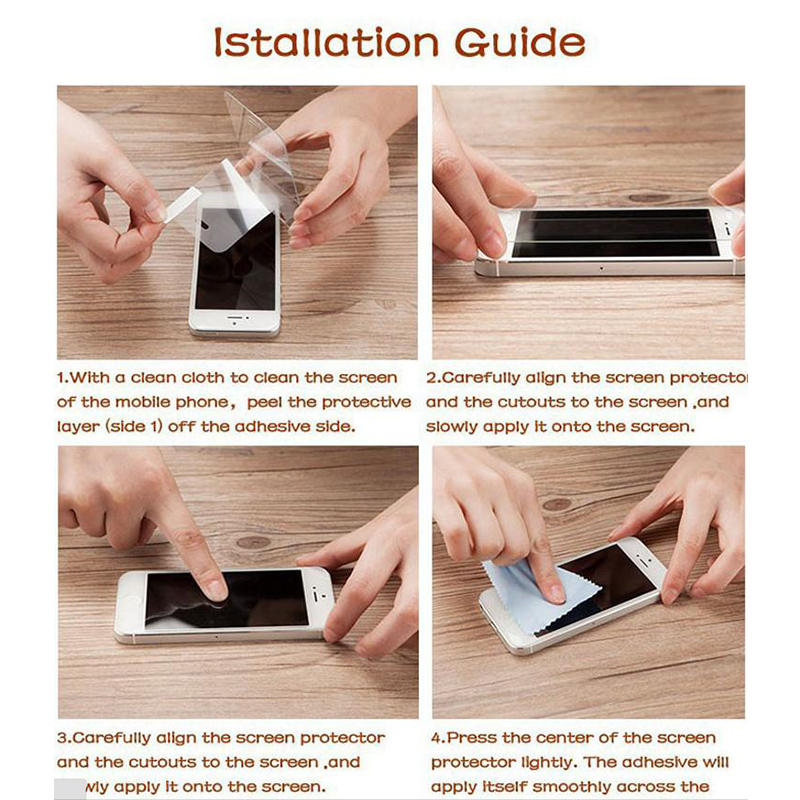 Istallation Guide
1.With a clean cloth to clean the screen
of the mobile phone, peel the protective
layer (side 1) off the adhesive side.
2.Carefully align the screen protecto
and the cutouts to the screen ,and
slowly apply it onto the screen.
3.Carefully align the screen protector
and the cutouts to the screen ,and
wly apply it onto the screen.
4.Press the center of the screen
protector lightly. The adhesive will
apply itself smoothly across the